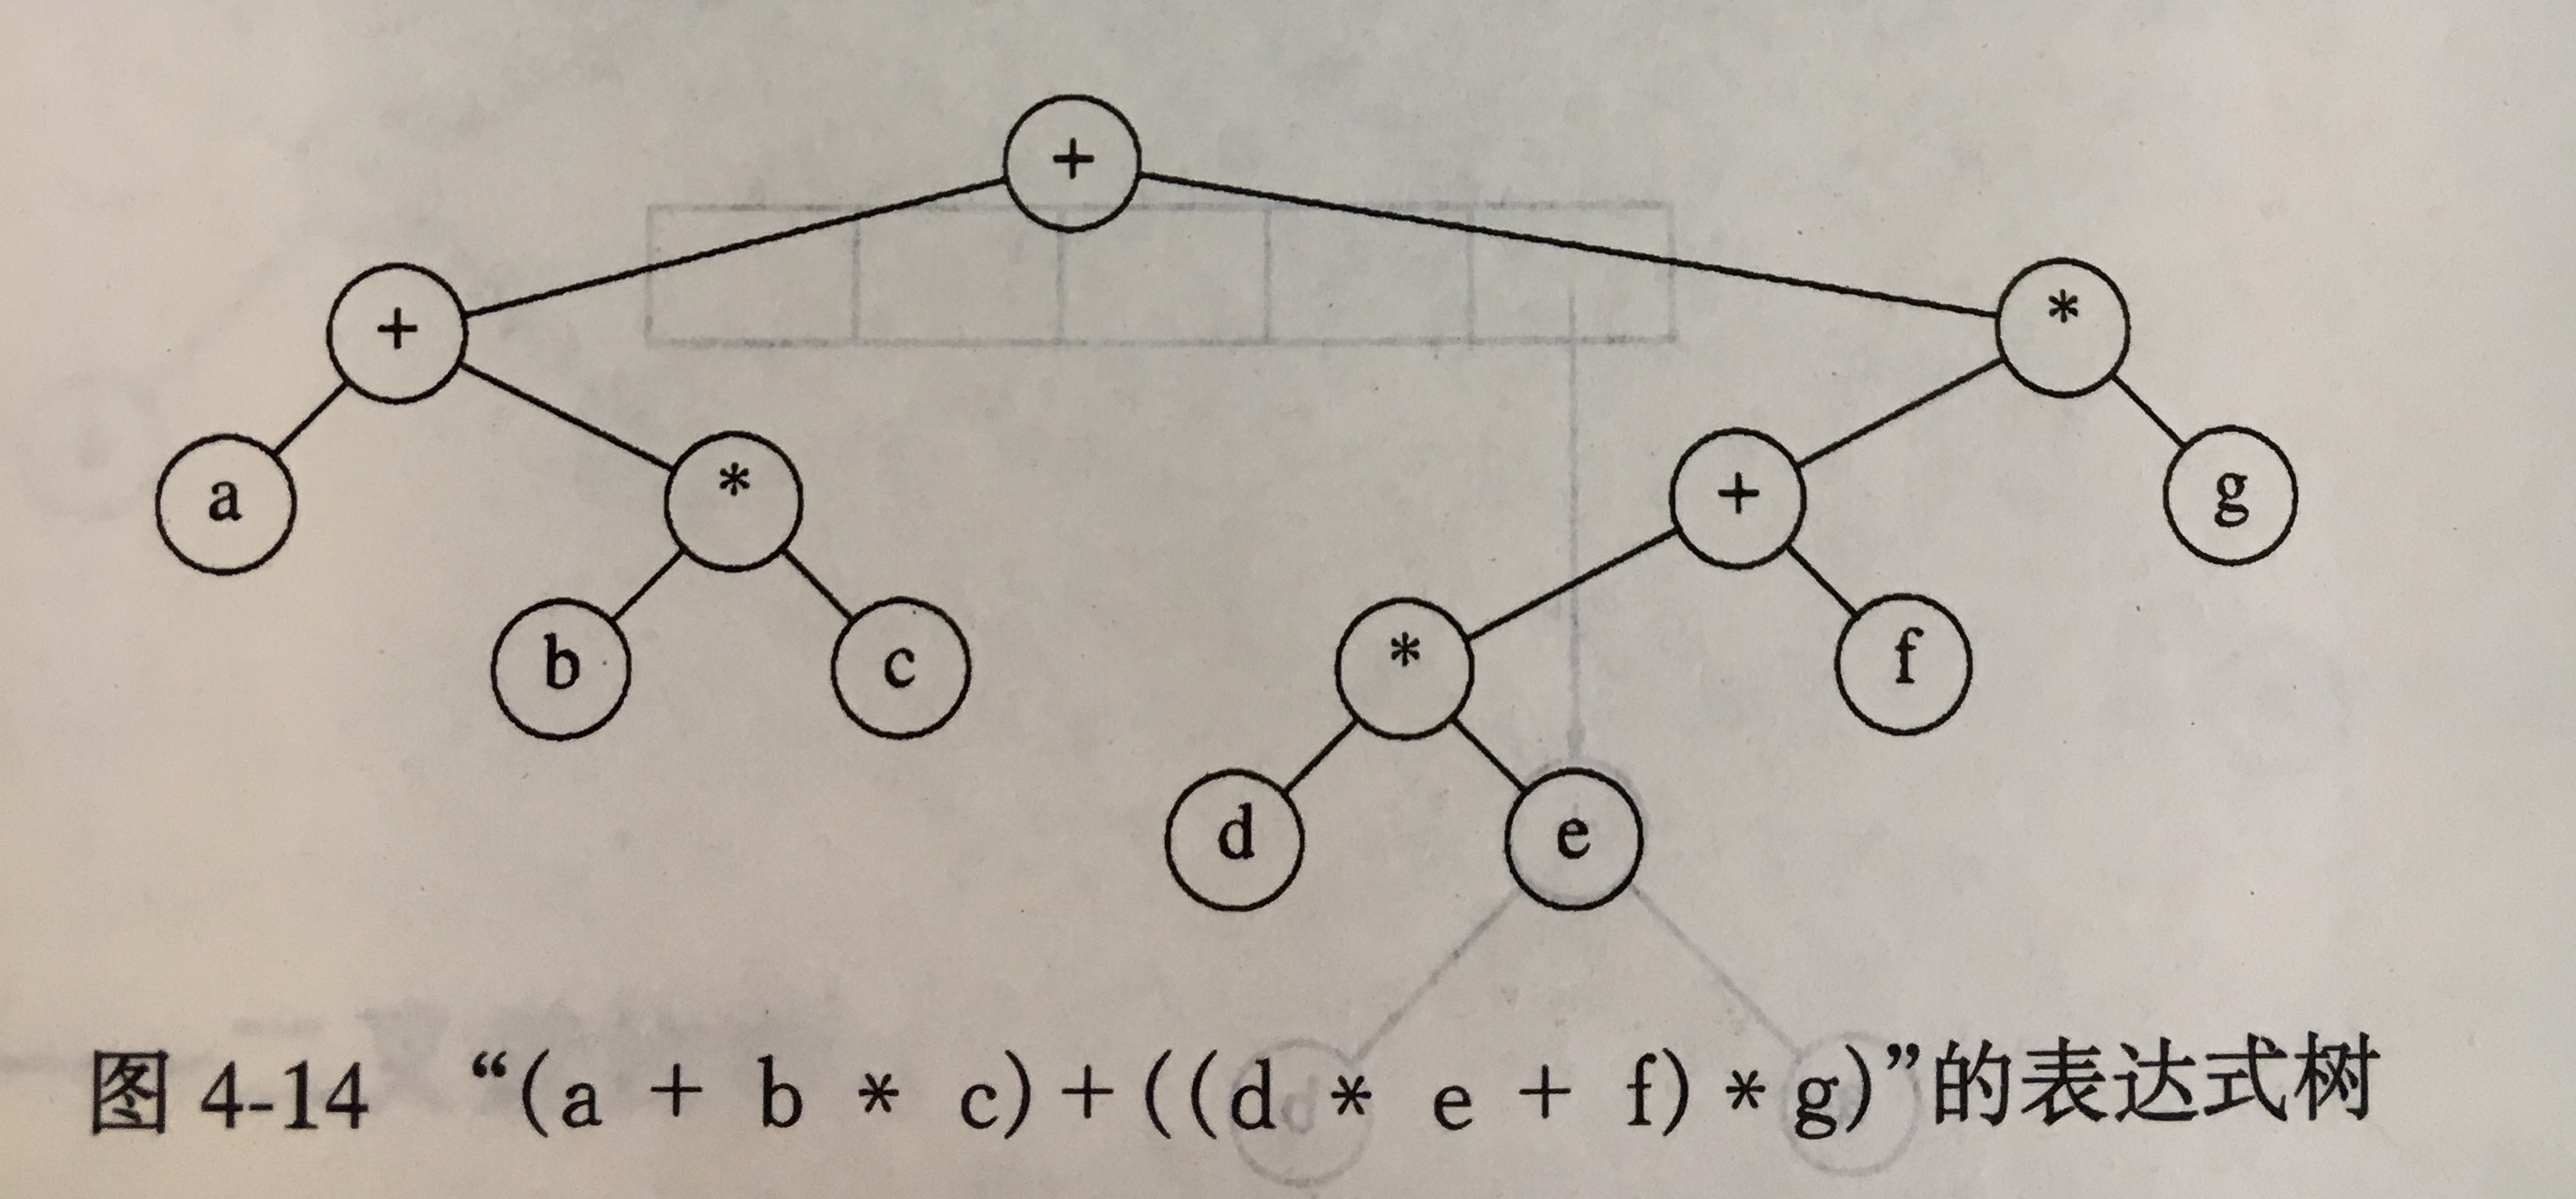 +
+ *
a * + g
b c * f
d e
图 4-14 “(a + b * c)+((d * e + f) * g)”的表达式树